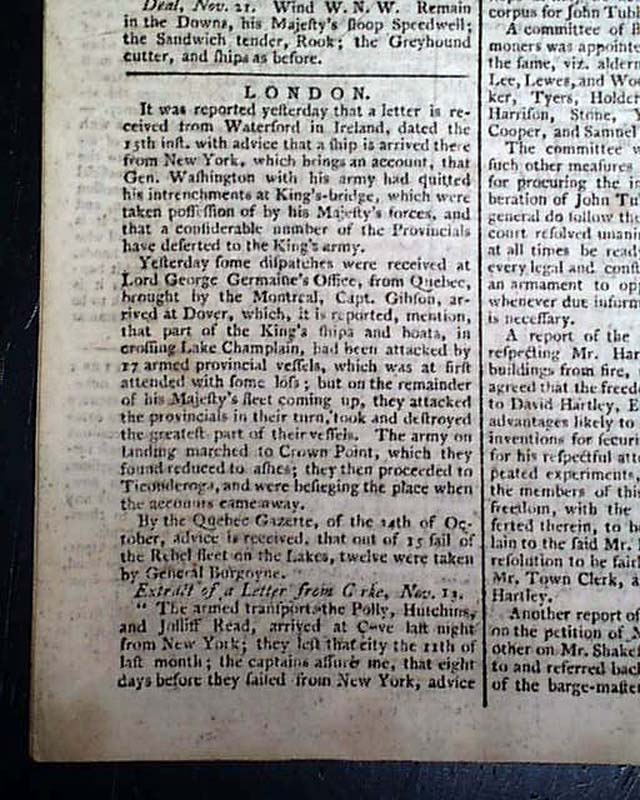 Deal, Nov. 21. Wind W. N. W. Remain
in the Downs, his Majeſty's ſloop Speedwell;
the Sandwich tender, Rook; the Greyhound
cutter, and ſhips as before.
LONDON.
It was reported yeſterday that a letter is re-
ceived from Waterford in Ireland, dated the
15th inſt. with advice that a ſhip is arrived there
from New York, which brings an account, that
Gen. Waſhington with his army had quitted
his intrenchments at King's-bridge, which were
taken poſſeſſion of by his Majeſty's forces, and
that a conſiderable number of the Provincials
have deſerted to the King's army.
Yeſterday ſome diſpatches were received at
Lord George Germaine's Office, from Quebec,
brought by the Montreal, Capt. Gibſon, ar-
rived at Dover, which, it is reported, mention,
that part of the King's ſhips and boats, in
croſſing Lake Champlain, had been attacked by
17 armed provincial veſſels, which was at firſt
attended with ſome loſs; but on the remainder
of his Majeſty's fleet coming up, they attacked
the provincials in their turn, took and deſtroyed
the greateſt part of their veſſels. The army on
landing marched to Crown Point, which they
found reduced to aſhes; they then proceeded to
Ticonderoga, and were beſieging the place when
the accounts came away.
By the Quebec Gazette, of the 14th of Oc-
tober, advice is received, that out of 15 ſail of
the Rebel fleet on the Lakes, twelve were taken
by General Burgoyne.
Extract of a Letter from C rke, Nov. 13.
" The armed tranſports the Polly, Hutchins,
and Jolliff Read, arrived at C-ve laſt night
from New York; they left that city the 11th of
laſt month; the captains aſſure me, that eight
days before they ſailed from New York, advice
corpus for John Tub
A committee of
moners was appointe
the ſame, viz. alder
Lee, Lewes, and Woo
ker, Tyers, Holder
Harriſon, Stone, Y
Cooper, and Samuel
The committee w
ſuch other meaſures
for procuring the i
beration of John Tu
general do follow the
court reſolved unani
at all times be read
every legal and conſ
an armament to op
whenever due inform
is neceſſary.
A report of the
reſpecting Mr. Har
buildings from fire,
agreed that the freed
to David Hartley, E
advantages likely to
inventions for ſecuri
for his reſpectful att
peated experiments,
the members of thi
freedom, with the
ſerted therein, to b
lain to the ſaid Mr.
reſolution to be fair
Mr. Town Clerk, a
Hartley.
Another report of
on the petition of
other on Mr. Shakeſ
to and referred back
of the barge-maſte